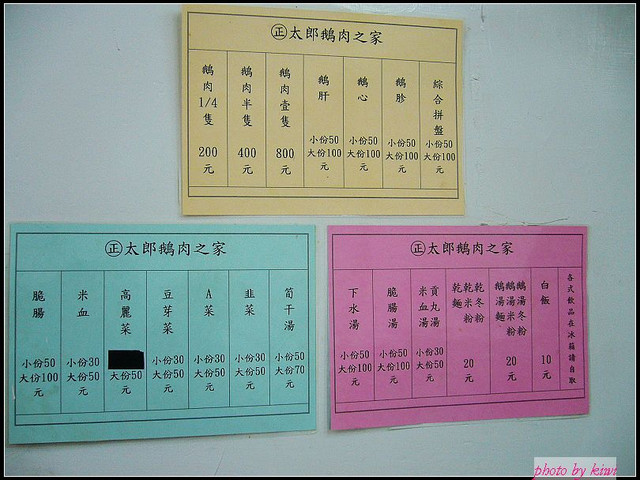 正太郎鵝肉之家
鵝肉1/4隻 200元
鵝肉半隻 400元
鵝肉壹隻 800元
鵝肝 小份50 大份100元
鵝心 小份50 大份100元
鵝胗 小份50 大份100元
綜合拼盤 小份50 大份100元
正太郎鵝肉之家
脆腸 小份50 大份100元
米血 小份30 大份50元
高麗菜 大份50元
豆芽菜 小份30 大份50元
A菜 小份30 大份50元
韭菜 小份30 大份50元
筍干湯 小份50 大份70元
正太郎鵝肉之家
下水湯 小份50 大份100元
脆腸湯 小份50 大份100元
貢丸湯 米血湯 小份30 大份50元
乾冬粉 乾米粉 乾麵 20元
鵝湯冬粉 鵝湯米粉 鵝湯麵 20元
白飯 10元
各式飲品在冰箱請自取
photo by kiwi